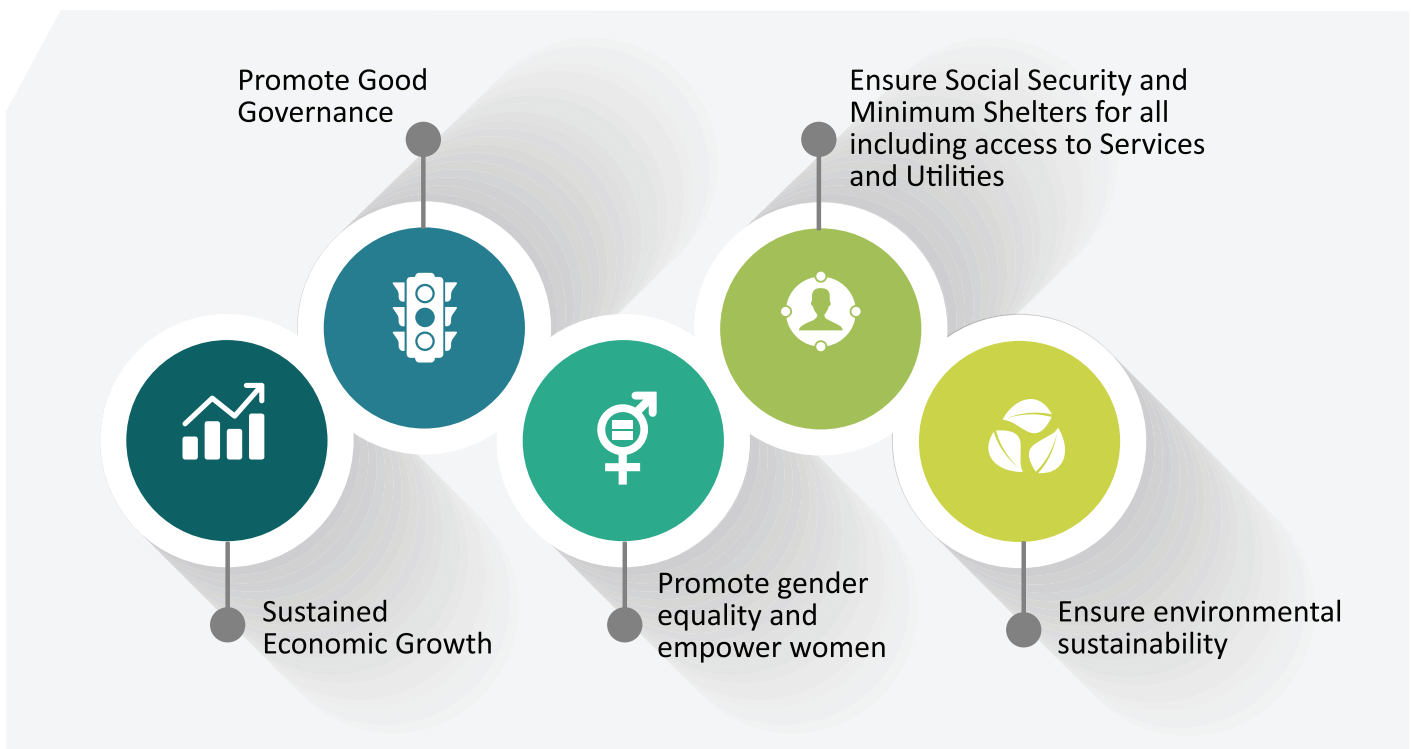 Promote Good
Governance
Ensure Social Security and
Minimum Shelters for all
including access to Services
and Utilities
Sustained
Economic Growth
Promote gender
equality and
empower women
Ensure environmental
sustainability